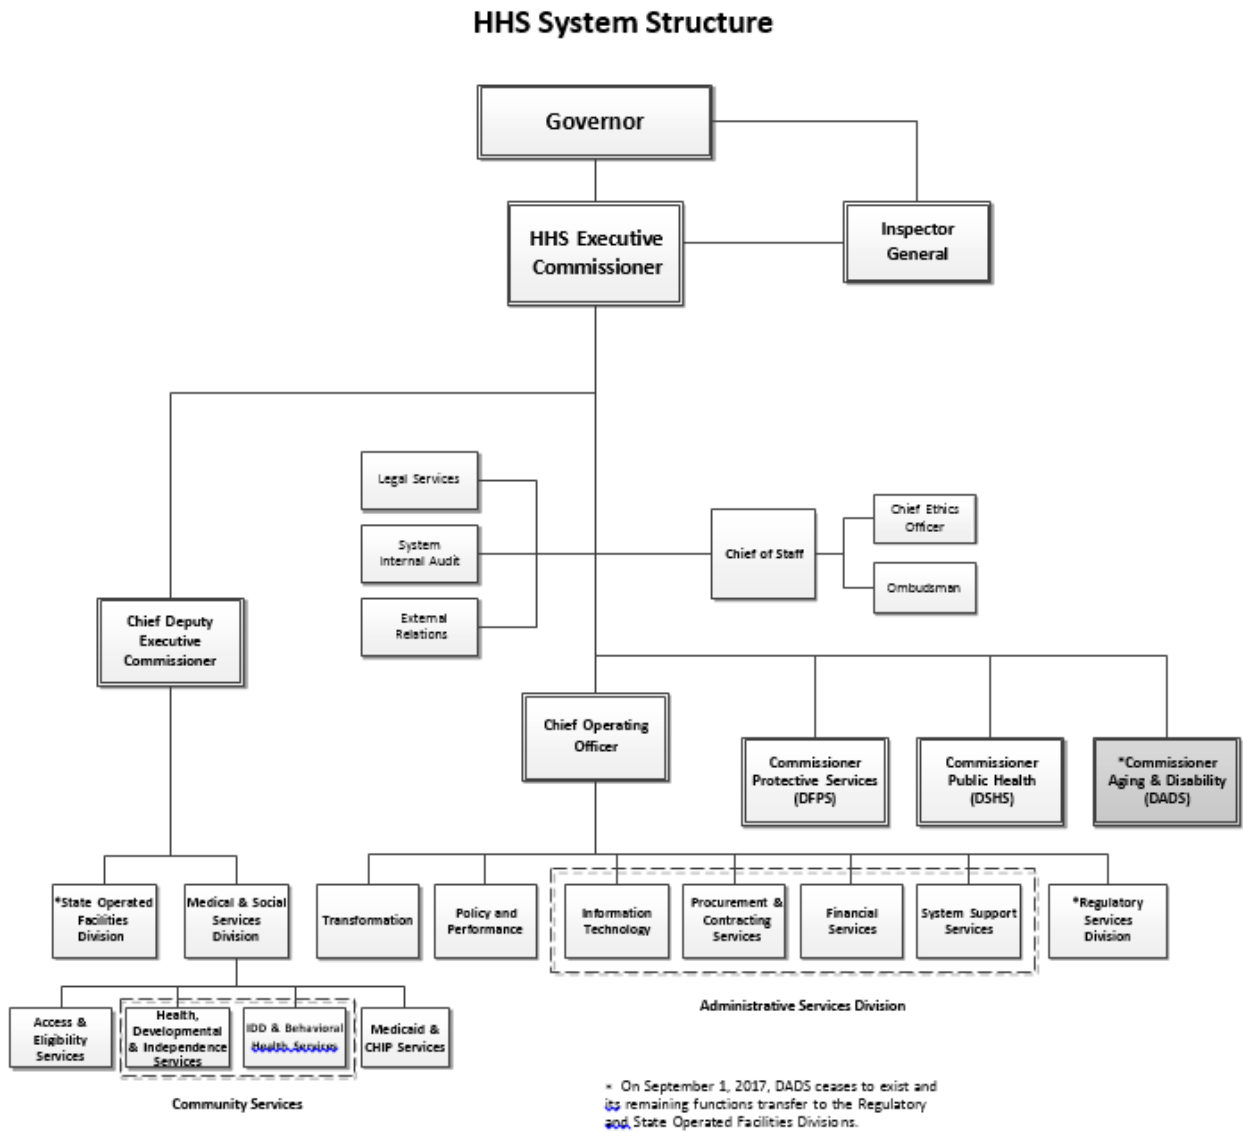 HHS System Structure
Governor
HHS Executive
Commissioner
Inspector
General
Legal Services
System
Internal Audit
External
Relations
Chief of Staff
Chief Ethics
Officer
Ombudsman
Chief Deputy
Executive
Commissioner
Chief Operating
Officer
Commissioner
Protective Services
(DFPS)
Commissioner
Public Health
(DSHS)
*Commissioner
Aging & Disability
(DADS)
*State Operated
Facilities
Division
Medical & Social
Services
Division
Transformation
Policy and
Performance
Information
Technology
Procurement &
Contracting
Services
Financial
Services
System Support
Services
*Regulatory
Services
Division
Administrative Services Division
Access &
Eligibility
Services
Health,
Developmental
& Independence
Services
IDD & Behavioral
Health Services
Medicaid &
CHIP Services
Community Services
* On September 1, 2017, DADS ceases to exist and
its remaining functions transfer to the Regulatory
and State Operated Facilities Divisions.